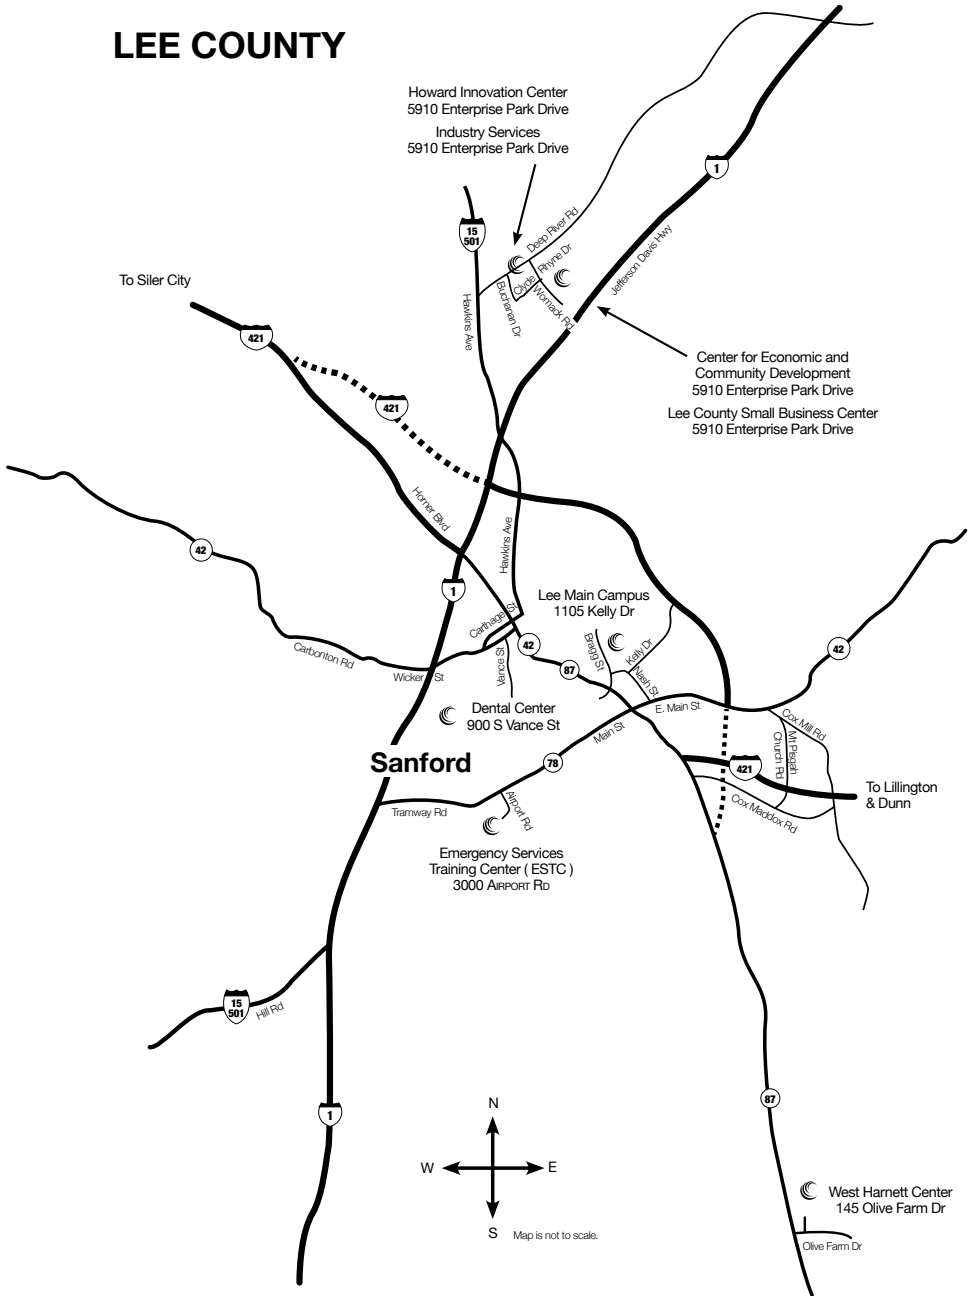 LEE COUNTY
Howard Innovation Center
5910 Enterprise Park Drive
Industry Services
5910 Enterprise Park Drive
1
15
501
Deep River Rd
Rhyne Dr
Clyde
Buchanan Dr
Womack Rd
Jefferson Davis Hwy
Hawkins Ave
To Siler City
421
421
Center for Economic and
Community Development
5910 Enterprise Park Drive
Lee County Small Business Center
5910 Enterprise Park Drive
Horner Blvd
Hawkins Ave
42
1
Lee Main Campus
1105 Kelly Dr
Carthage St
42
Bragg St
Kelly Dr
42
Carbonton Rd
Wicker St
Vance St
87
Nash St
E. Main St
Dental Center
900 S Vance St
Main St
Cox Mill Rd
Mt Pisgah
Church Rd
Sanford
78
421
To Lillington
& Dunn
Tramway Rd
Airport Rd
Cox Maddox Rd
Emergency Services
Training Center ( ESTC )
3000 AIRPORT RD
15
501
Hill Rd
1
87
N
W
E
S
Map is not to scale.
West Harnett Center
145 Olive Farm Dr
Olive Farm Dr